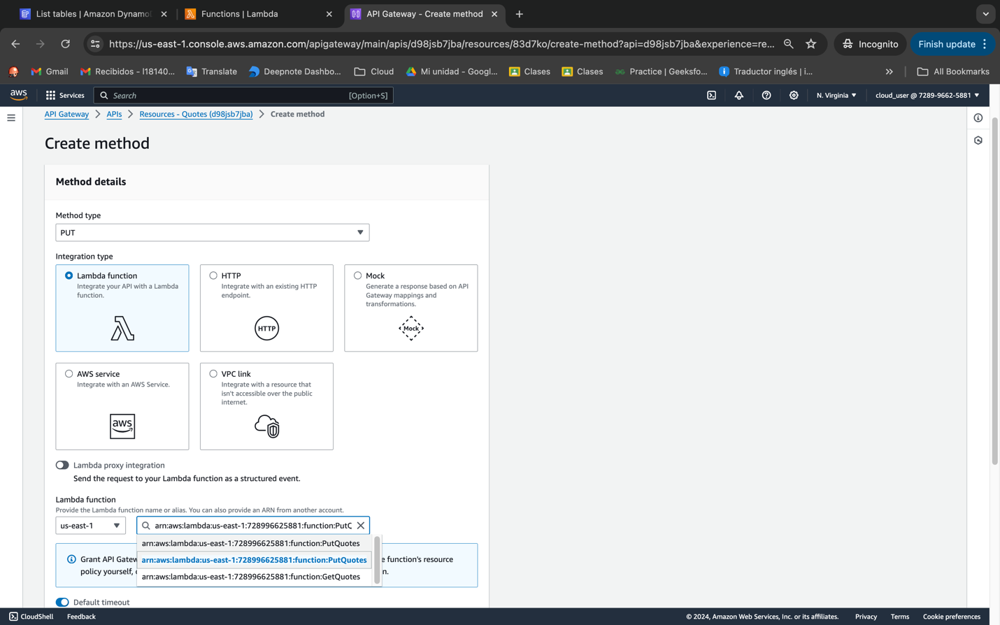 List tables | Amazon Dynamo
Functions | Lambda
API Gateway - Create method
https://us-east-1.console.aws.amazon.com/apigateway/main/apis/d98jsb7jba/resources/83d7ko/create-method?api=d98jsb7jba&experience=re...
Incognito
Finish update
Gmail
Recibidos - l18140...
Translate
Deepnote Dashbo...
Cloud
Mi unidad - Googl...
Clases
Clases
Practice | Geeksfo...
Traductor inglés | i...
All Bookmarks
aws
Services
Search
[Option+S]
N. Virginia
cloud_user @ 7289-9662-5881
API Gateway
APIs
Resources - Quotes (d98jsb7jba)
Create method
Create method
Method details
Method type
PUT
Integration type
Lambda function
Integrate your API with a Lambda
function.
HTTP
Integrate with an existing HTTP
endpoint.
HTTP
Mock
Generate a response based on API
Gateway mappings and
transformations.
Mock
AWS service
Integrate with an AWS Service.
aws
VPC link
Integrate with a resource that
isn't accessible over the public
internet.
Lambda proxy integration
Send the request to your Lambda function as a structured event.
Lambda function
Provide the Lambda function name or alias. You can also provide an ARN from another account.
us-east-1
arn:aws:lambda:us-east-1:728996625881:function:PutQ
arn:aws:lambda:us-east-1:728996625881:function:PutQuotes
Grant API Gatew
arn:aws:lambda:us-east-1:728996625881:function:PutQuotes
e function's resource
policy yourself,
arn:aws:lambda:us-east-1:728996625881:function:GetQuotes
n.
Default timeout
CloudShell
Feedback
© 2024, Amazon Web Services, Inc. or its affiliates.
Privacy
Terms
Cookie preferences